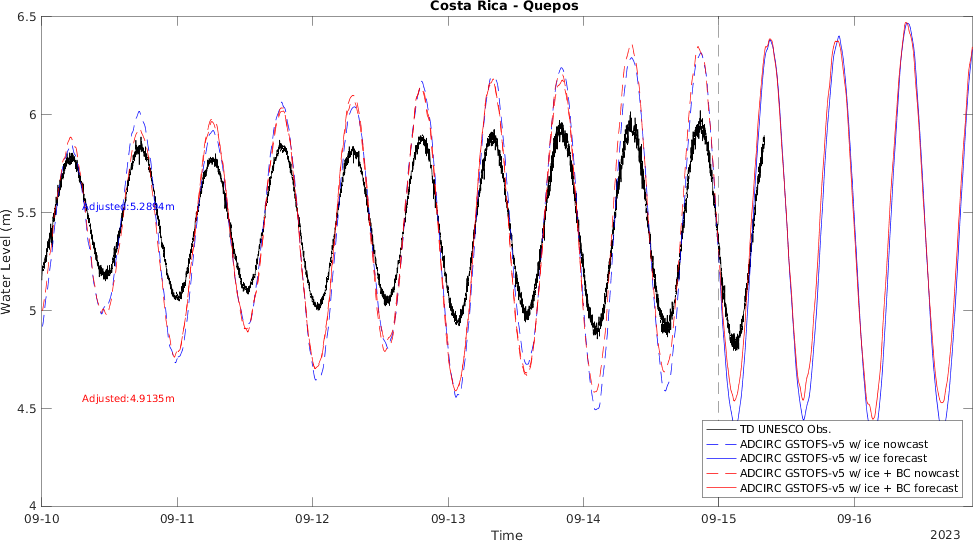 Costa Rica - Quepos
6.5
6
5.5
5
4.5
4
Water Level (m)
Adjusted:5.2894m
Adjusted:4.9135m
TD UNESCO Obs.
ADCIRC GSTOFS-v5 w/ ice nowcast
ADCIRC GSTOFS-v5 w/ ice forecast
ADCIRC GSTOFS-v5 w/ ice + BC nowcast
ADCIRC GSTOFS-v5 w/ ice + BC forecast
09-10 09-11 09-12 09-13 09-14 09-15 09-16
Time
2023